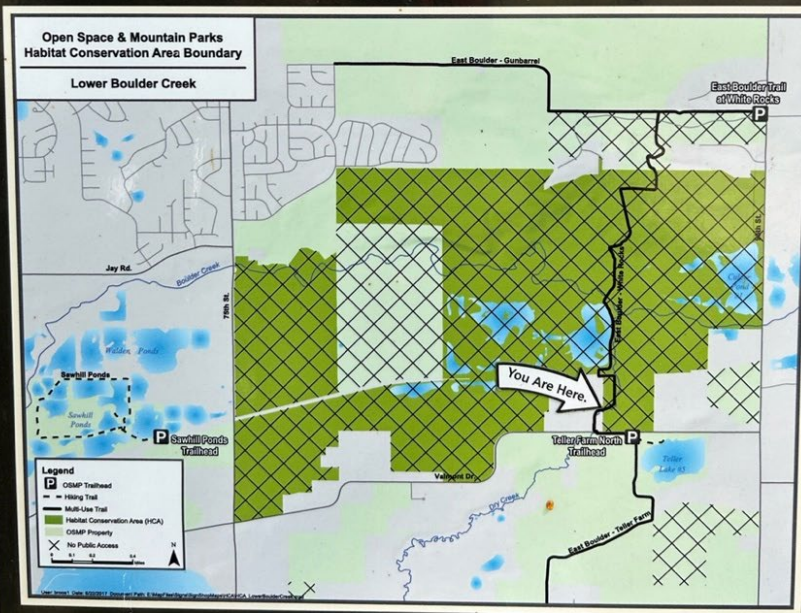 Open Space & Mountain Parks
Habitat Conservation Area Boundary
Lower Boulder Creek
East Boulder - Gunbarrel
East Boulder Trail
at White Rocks
P
Jay Rd.
Boulder Creek
75th St.
East Boulder - White Rocks
Walden Ponds
Sawhill Ponds
Sawhill
Ponds
P
Sawhill Ponds
Trailhead
You Are Here.
Teller Farm North
Trailhead
P
Teller
Lake #5
Valmont Dr.
Dry Creek
East Boulder - Teller Farm
Legend
P OSMP Trailhead
Hiking Trail
Multi-Use Trail
Habitat Conservation Area (HCA)
OSMP Property
No Public Access
Miles
N